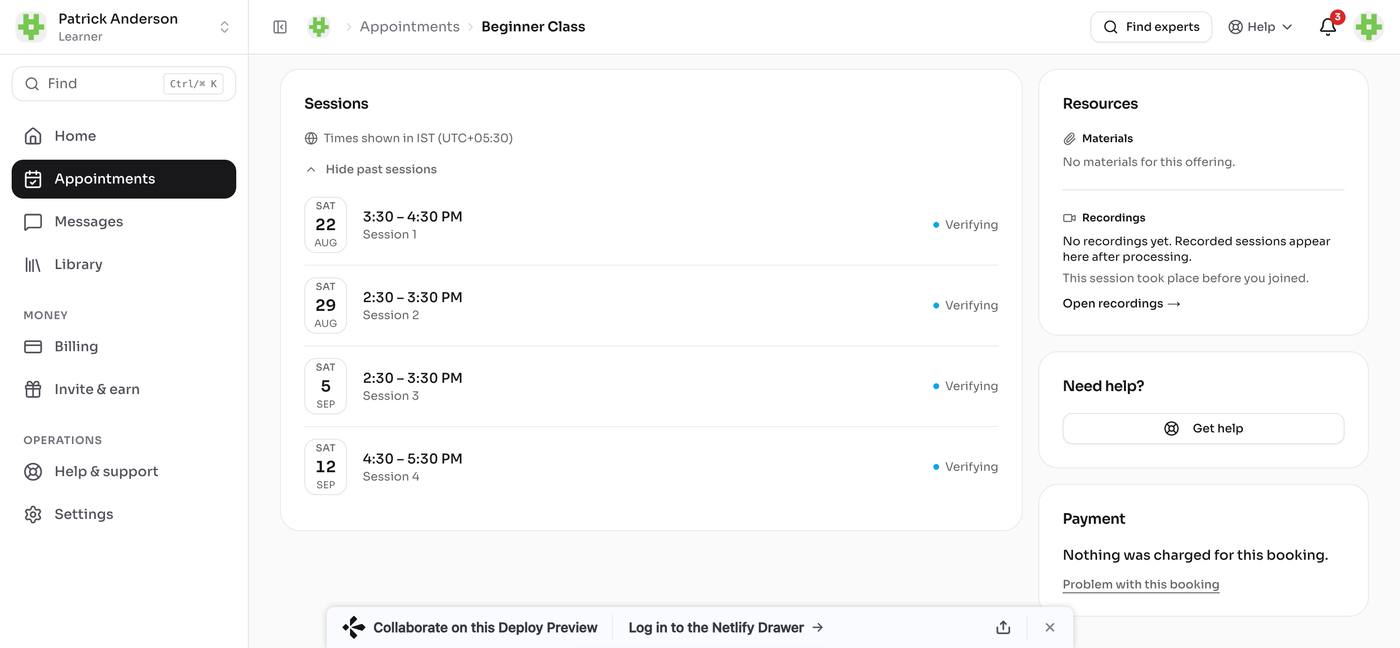 Patrick Anderson
Learner
Find
Ctrl/⌘ K
Home
Appointments
Messages
Library
MONEY
Billing
Invite & earn
OPERATIONS
Help & support
Settings
Appointments
Beginner Class
Find experts
Help
3
Sessions
Times shown in IST (UTC+05:30)
Hide past sessions
SAT
22
AUG
3:30 – 4:30 PM
Session 1
Verifying
SAT
29
AUG
2:30 – 3:30 PM
Session 2
Verifying
SAT
5
SEP
2:30 – 3:30 PM
Session 3
Verifying
SAT
12
SEP
4:30 – 5:30 PM
Session 4
Verifying
Resources
Materials
No materials for this offering.
Recordings
No recordings yet. Recorded sessions appear
here after processing.
This session took place before you joined.
Open recordings →
Need help?
Get help
Payment
Nothing was charged for this booking.
Problem with this booking
Collaborate on this Deploy Preview
Log in to the Netlify Drawer →